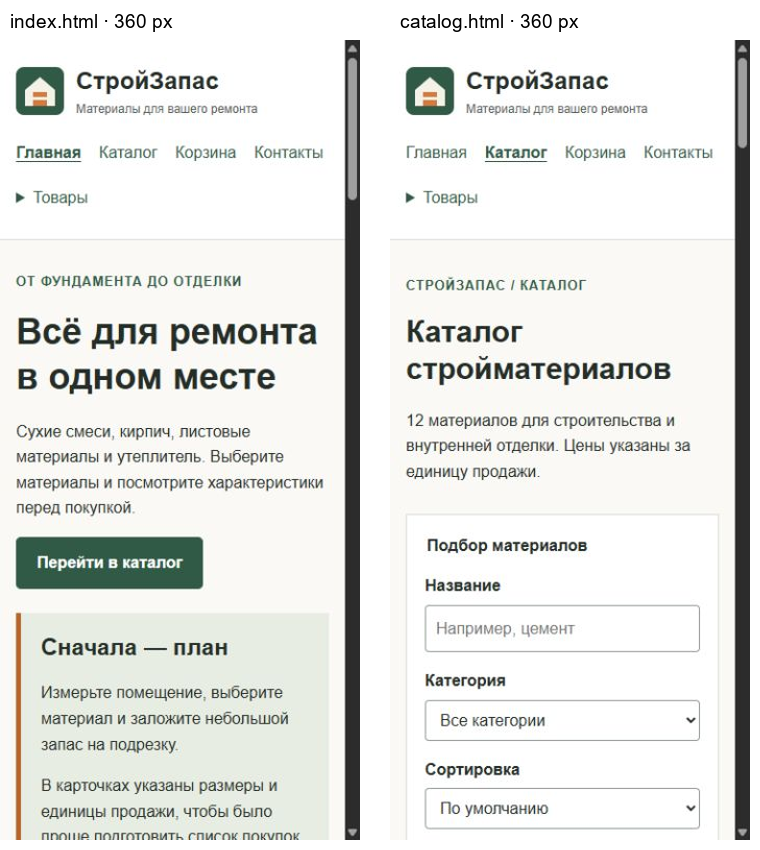 index.html · 360 px
СтройЗапас
Материалы для вашего ремонта
Главная Каталог Корзина Контакты
Товары
ОТ ФУНДАМЕНТА ДО ОТДЕЛКИ
Всё для ремонта
в одном месте
Сухие смеси, кирпич, листовые
материалы и утеплитель. Выберите
материалы и посмотрите характеристики
перед покупкой.
Перейти в каталог
Сначала — план
Измерьте помещение, выберите
материал и заложите небольшой
запас на подрезку.
В карточках указаны размеры и
единицы продажи, чтобы было
проще подготовить список покупок
catalog.html · 360 px
СтройЗапас
Материалы для вашего ремонта
Главная Каталог Корзина Контакты
Товары
СТРОЙЗАПАС / КАТАЛОГ
Каталог
стройматериалов
12 материалов для строительства и
внутренней отделки. Цены указаны за
единицу продажи.
Подбор материалов
Название
Например, цемент
Категория
Все категории
Сортировка
По умолчанию